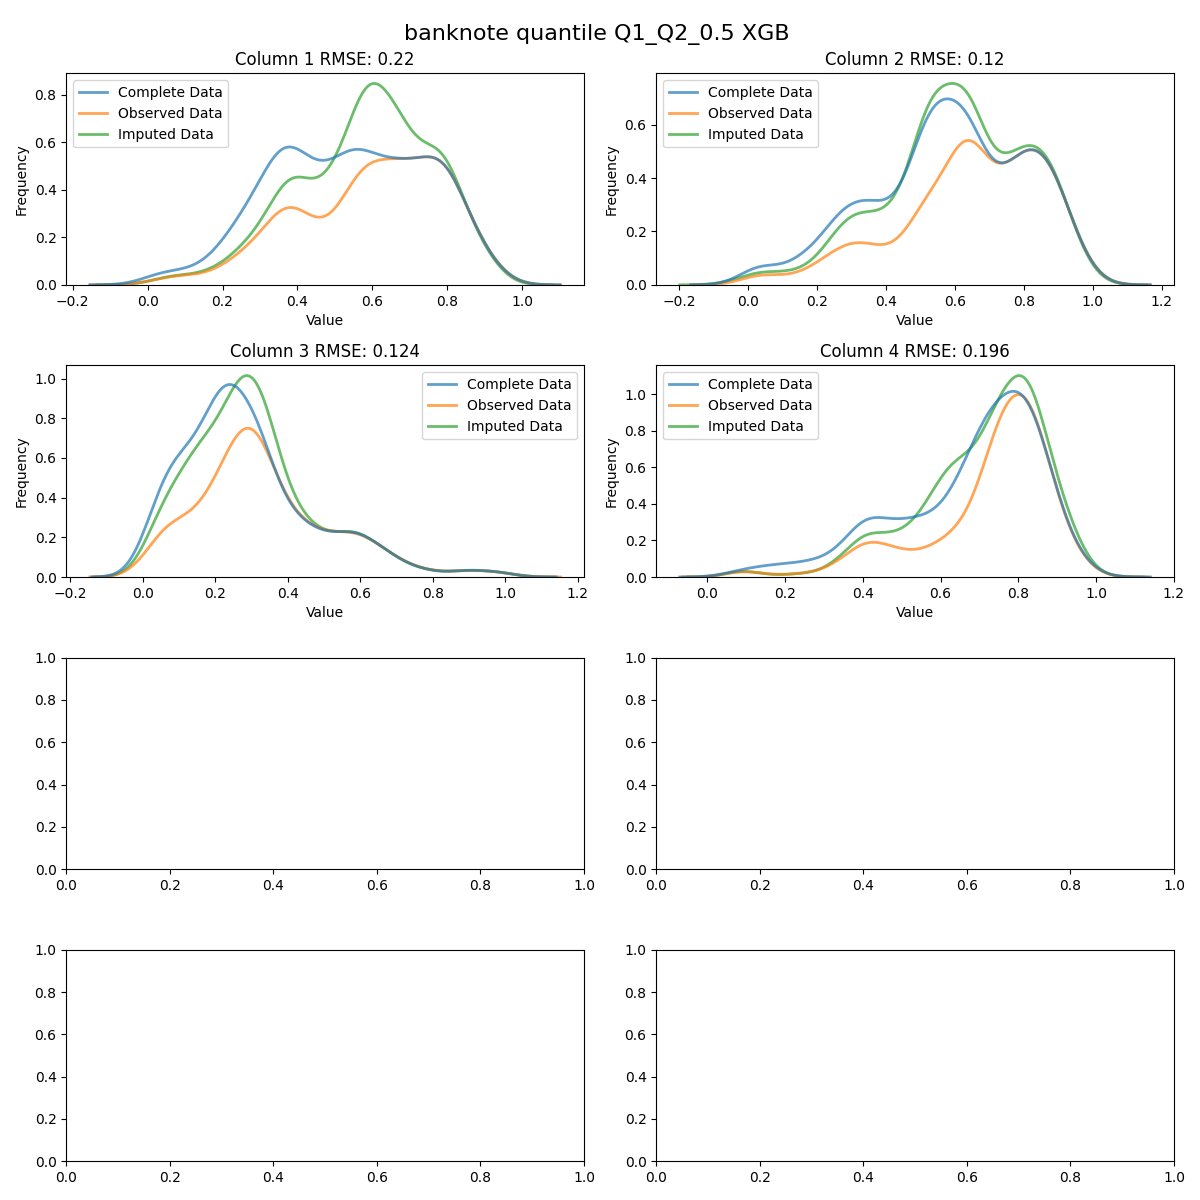 banknote quantile Q1_Q2_0.5 XGB
Column 1 RMSE: 0.22
Complete Data
Observed Data
Imputed Data
Frequency
0.0
0.2
0.4
0.6
0.8
−0.2 0.0 0.2 0.4 0.6 0.8 1.0
Value
Column 2 RMSE: 0.12
Complete Data
Observed Data
Imputed Data
Frequency
0.0
0.2
0.4
0.6
−0.2 0.0 0.2 0.4 0.6 0.8 1.0 1.2
Value
Column 3 RMSE: 0.124
Complete Data
Observed Data
Imputed Data
Frequency
0.0
0.2
0.4
0.6
0.8
1.0
−0.2 0.0 0.2 0.4 0.6 0.8 1.0 1.2
Value
Column 4 RMSE: 0.196
Complete Data
Observed Data
Imputed Data
Frequency
0.0
0.2
0.4
0.6
0.8
1.0
0.0 0.2 0.4 0.6 0.8 1.0 1.2
Value
1.0
0.8
0.6
0.4
0.2
0.0
0.0 0.2 0.4 0.6 0.8 1.0
1.0
0.8
0.6
0.4
0.2
0.0
0.0 0.2 0.4 0.6 0.8 1.0
1.0
0.8
0.6
0.4
0.2
0.0
0.0 0.2 0.4 0.6 0.8 1.0
1.0
0.8
0.6
0.4
0.2
0.0
0.0 0.2 0.4 0.6 0.8 1.0